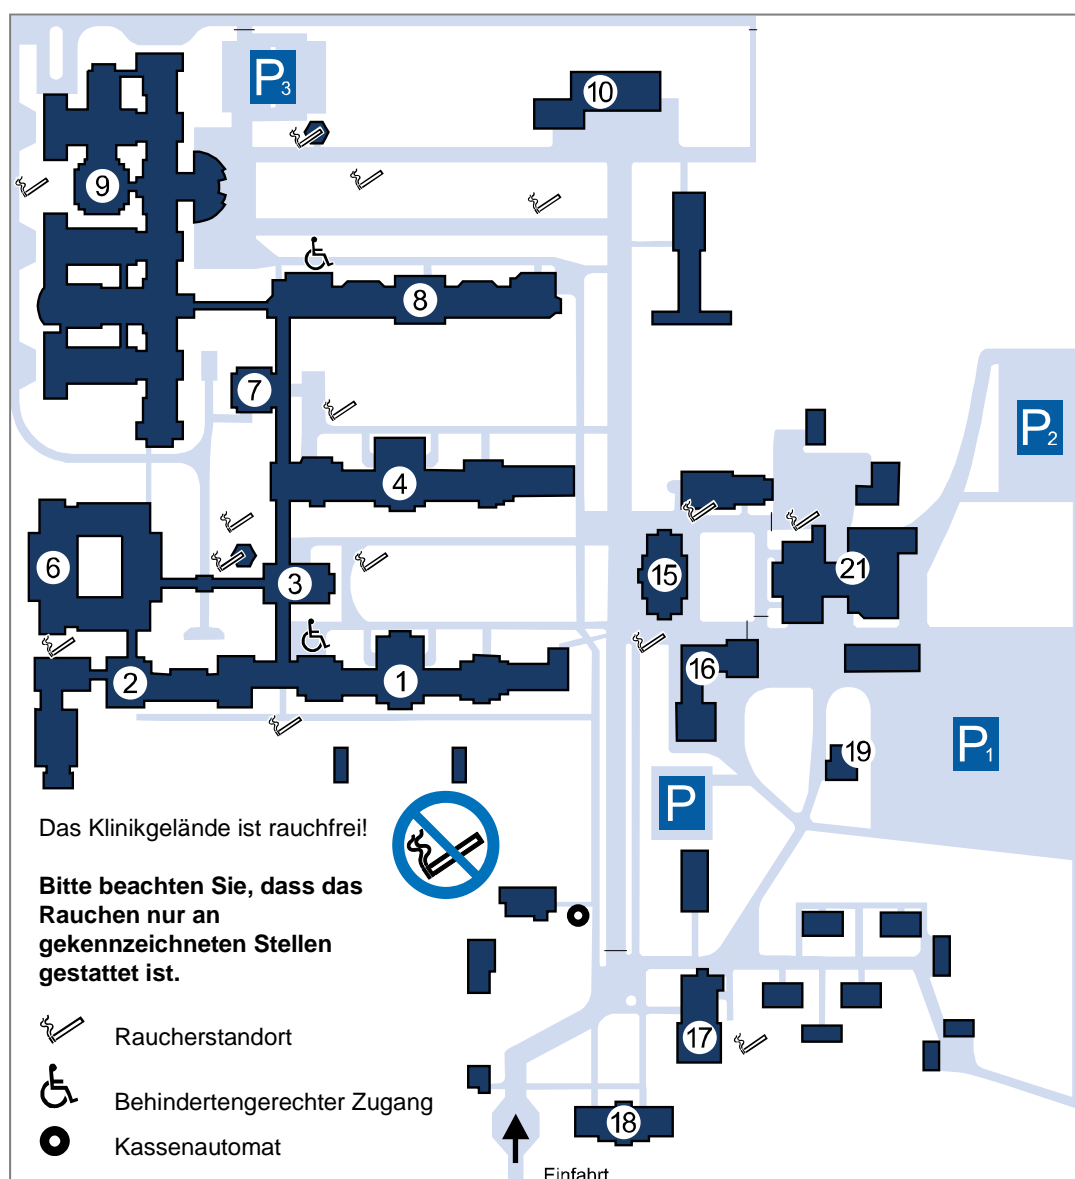 P3
10
9
8
7
P2
4
6
3
15
21
2
1
16
19
P1
P
Das Klinikgelände ist rauchfrei!
Bitte beachten Sie, dass das
Rauchen nur an
gekennzeichneten Stellen
gestattet ist.
Raucherstandort
17
Behindertengerechter Zugang
18
Kassenautomat
Einfahrt